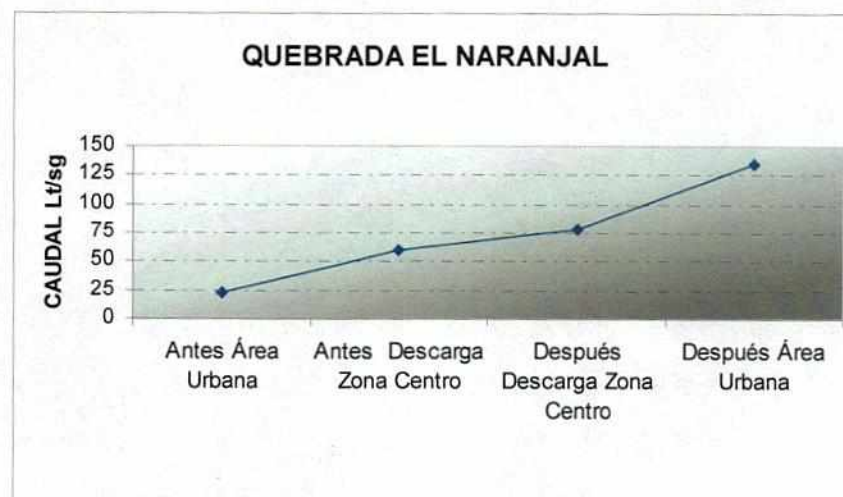 QUEBRADA EL NARANJAL
CAUDAL Lt/sg
150
125
100
75
50
25
0
Antes Área
Urbana
Antes Descarga
Zona Centro
Después
Descarga Zona
Centro
Después Área
Urbana